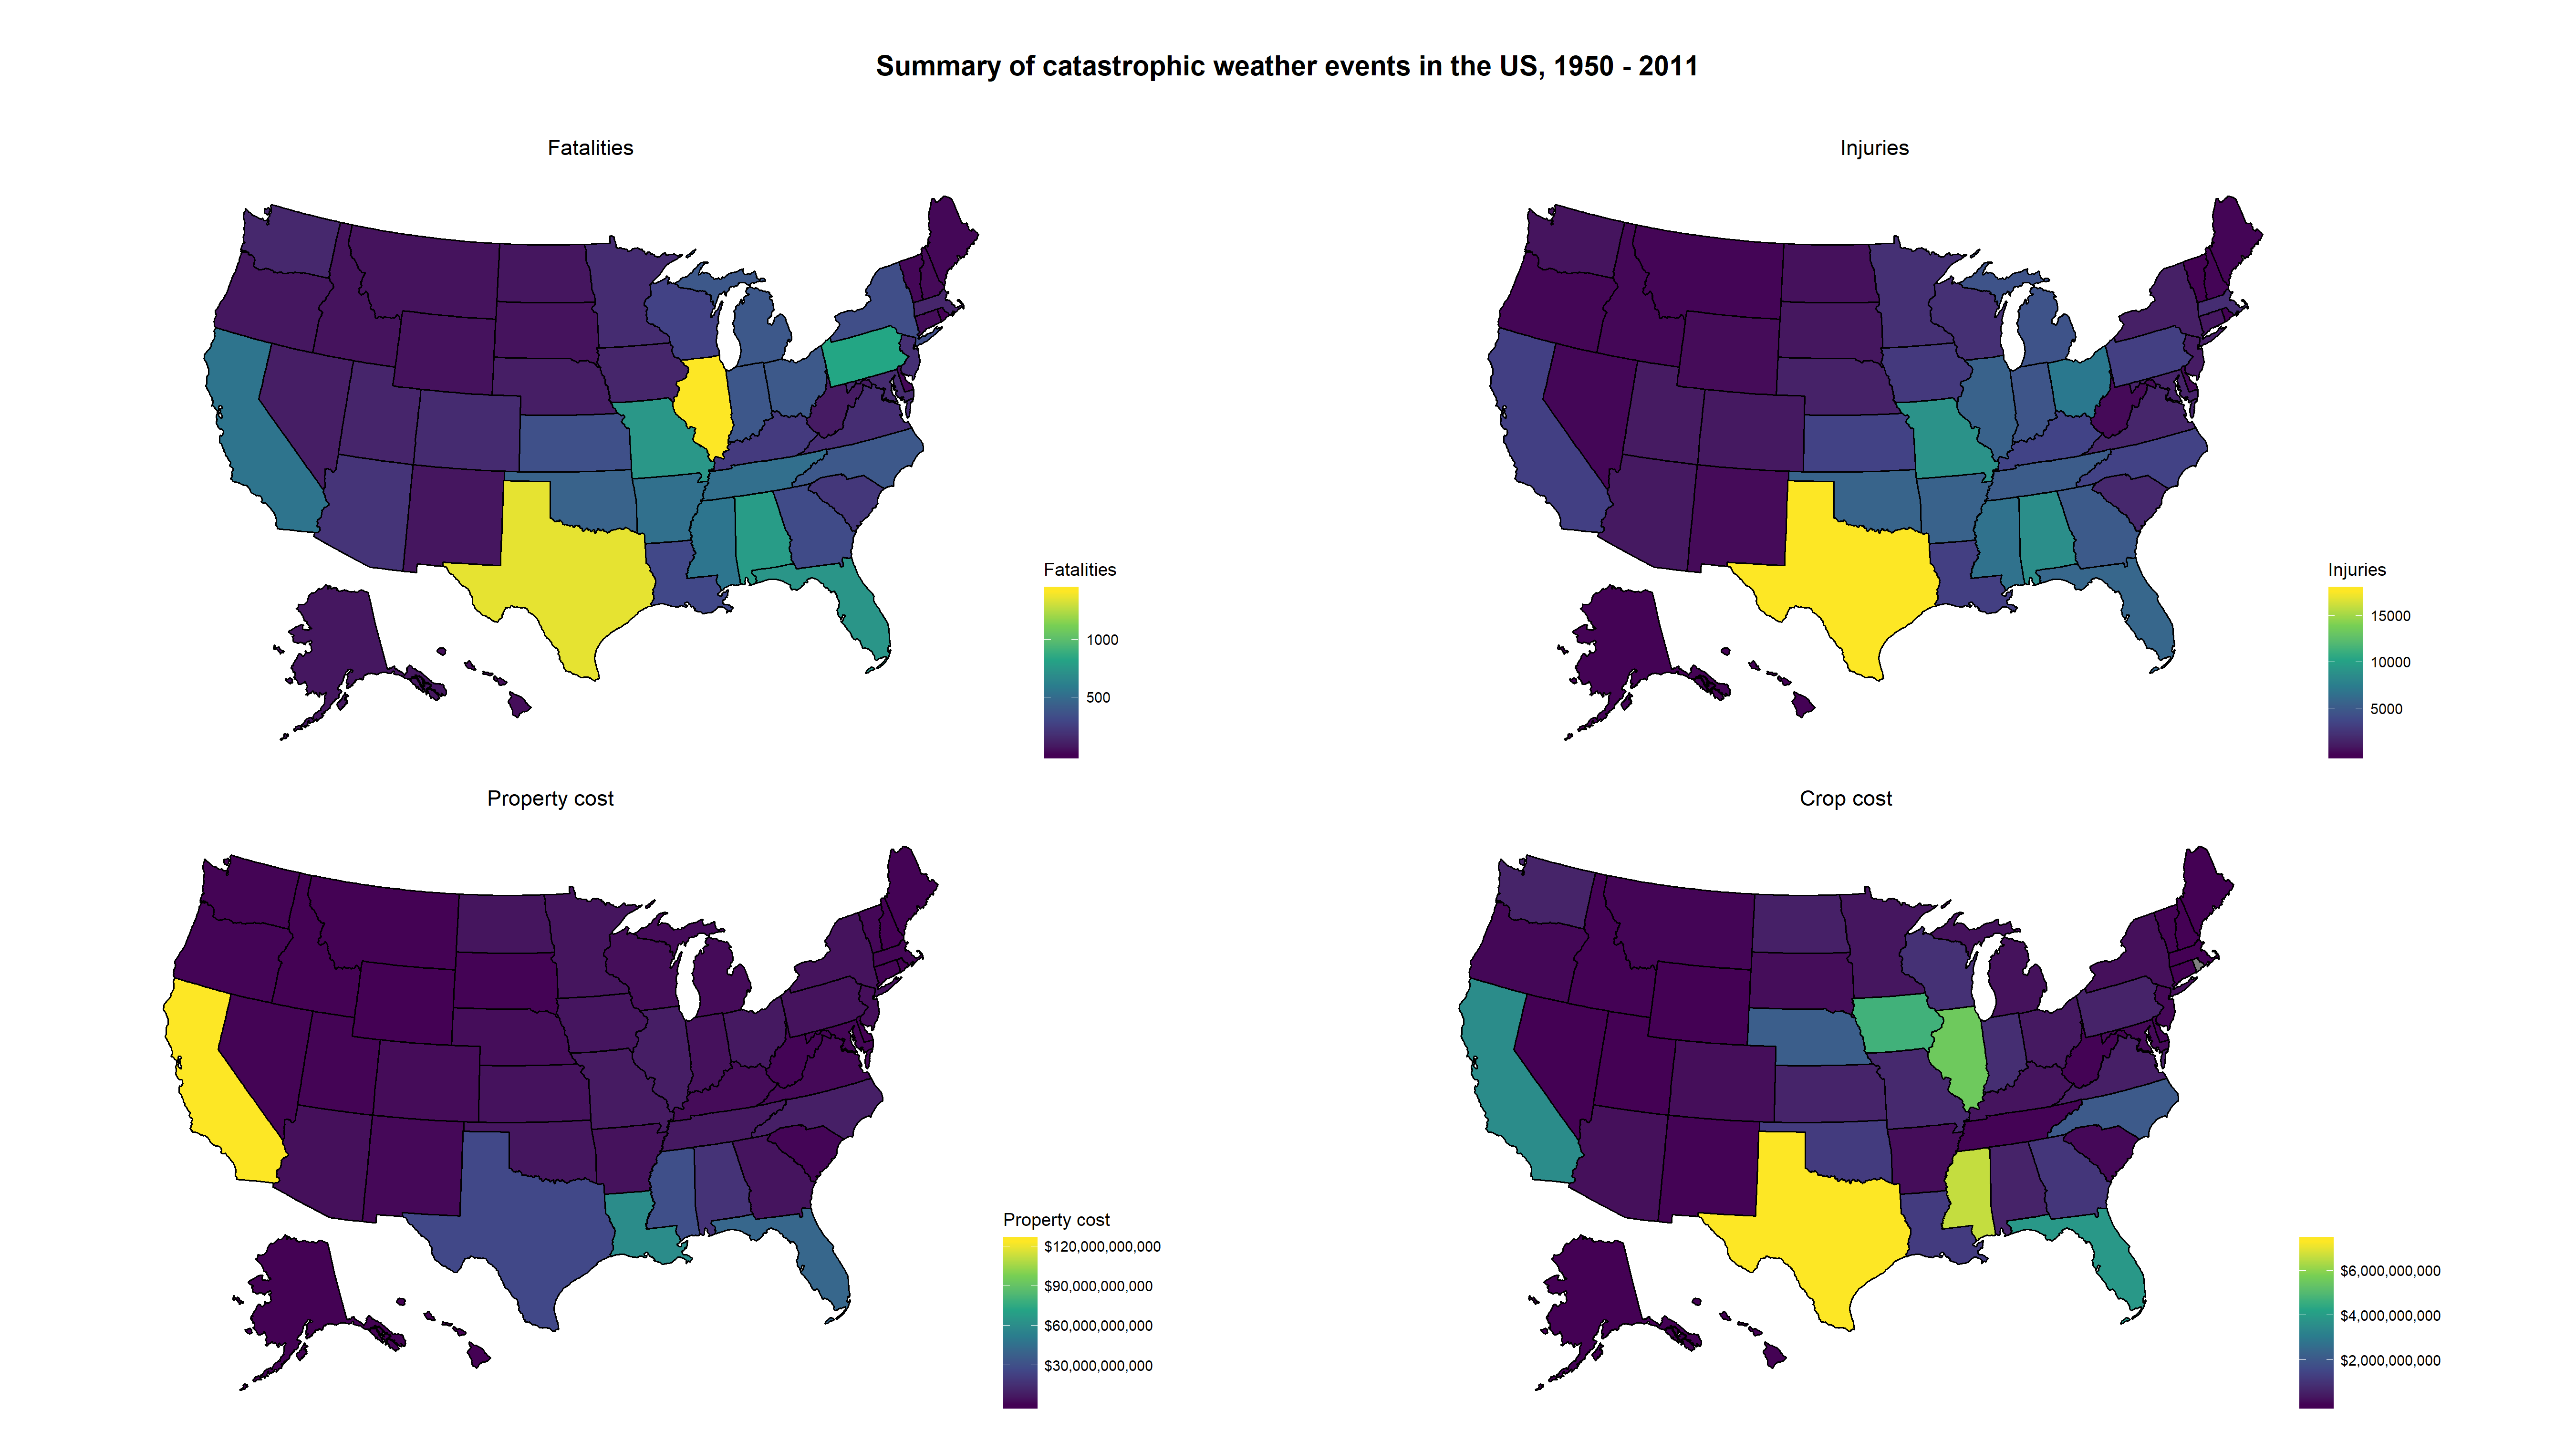 Summary of catastrophic weather events in the US, 1950 - 2011
Fatalities
Injuries
Fatalities
1000
500
Injuries
15000
10000
5000
Property cost
Crop cost
Property cost
$120,000,000,000
$90,000,000,000
$60,000,000,000
$30,000,000,000
$6,000,000,000
$4,000,000,000
$2,000,000,000